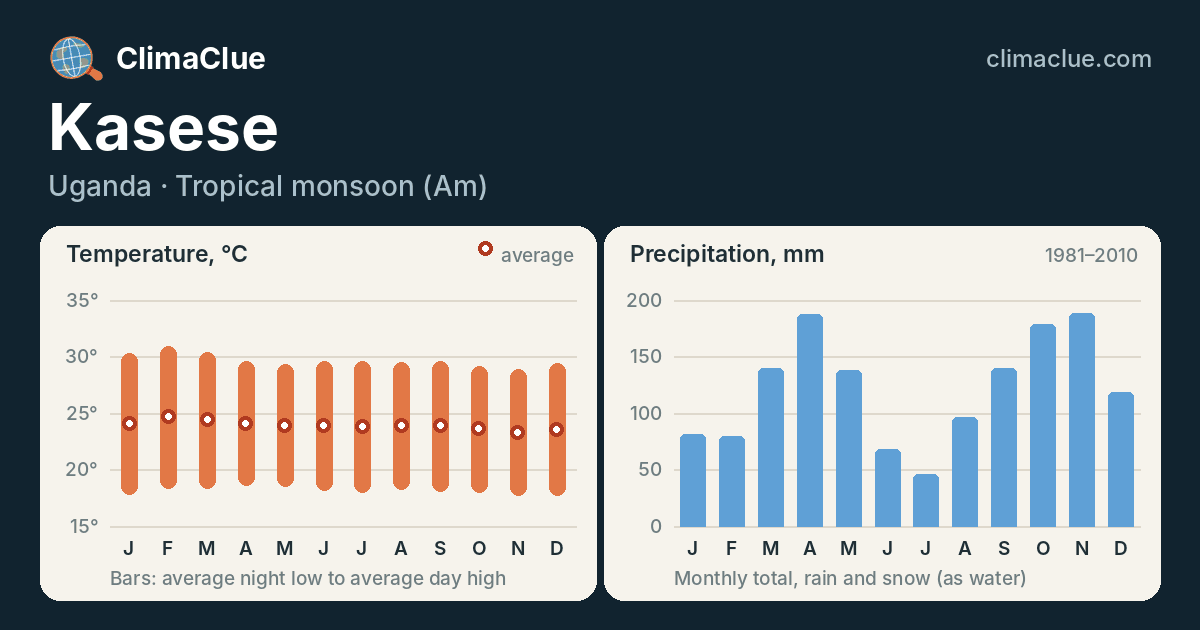 ClimaClue
climaclue.com
Kasese
Uganda · Tropical monsoon (Am)
Temperature, °C
average
35°
30°
25°
20°
15°
J F M A M J J A S O N D
Bars: average night low to average day high
Precipitation, mm
1981–2010
200
150
100
50
0
J F M A M J J A S O N D
Monthly total, rain and snow (as water)